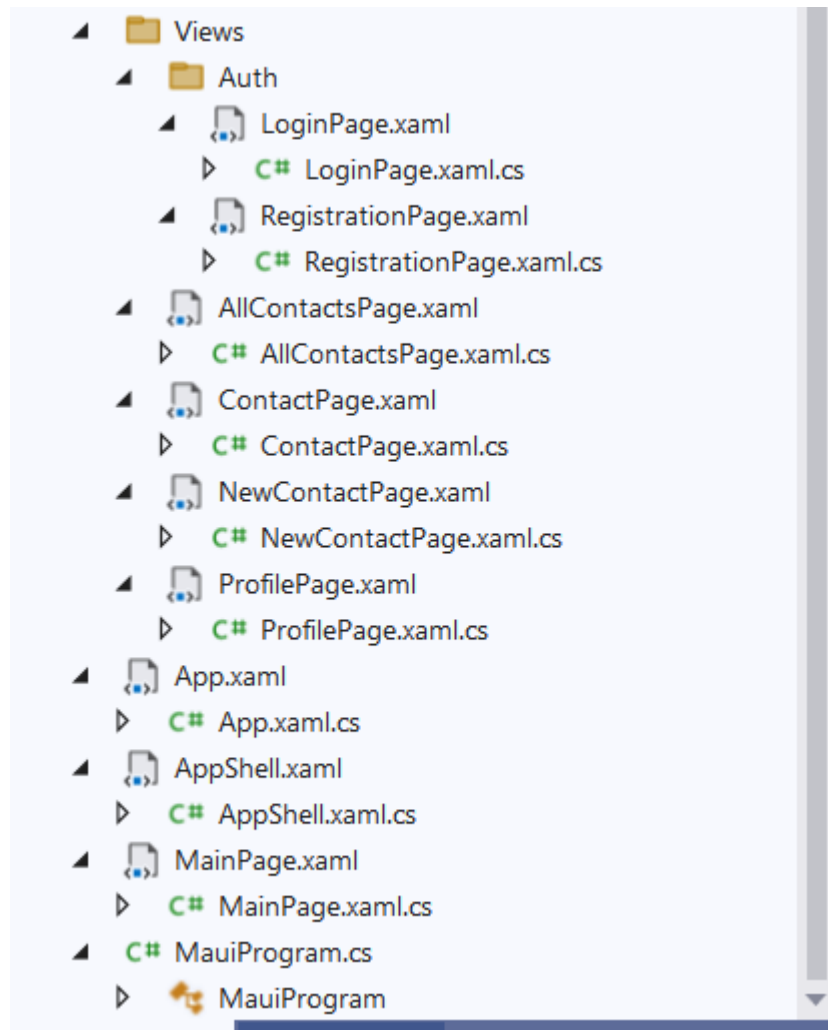 Views
Auth
LoginPage.xaml
C# LoginPage.xaml.cs
RegistrationPage.xaml
C# RegistrationPage.xaml.cs
AllContactsPage.xaml
C# AllContactsPage.xaml.cs
ContactPage.xaml
C# ContactPage.xaml.cs
NewContactPage.xaml
C# NewContactPage.xaml.cs
ProfilePage.xaml
C# ProfilePage.xaml.cs
App.xaml
C# App.xaml.cs
AppShell.xaml
C# AppShell.xaml.cs
MainPage.xaml
C# MainPage.xaml.cs
C# MauiProgram.cs
MauiProgram